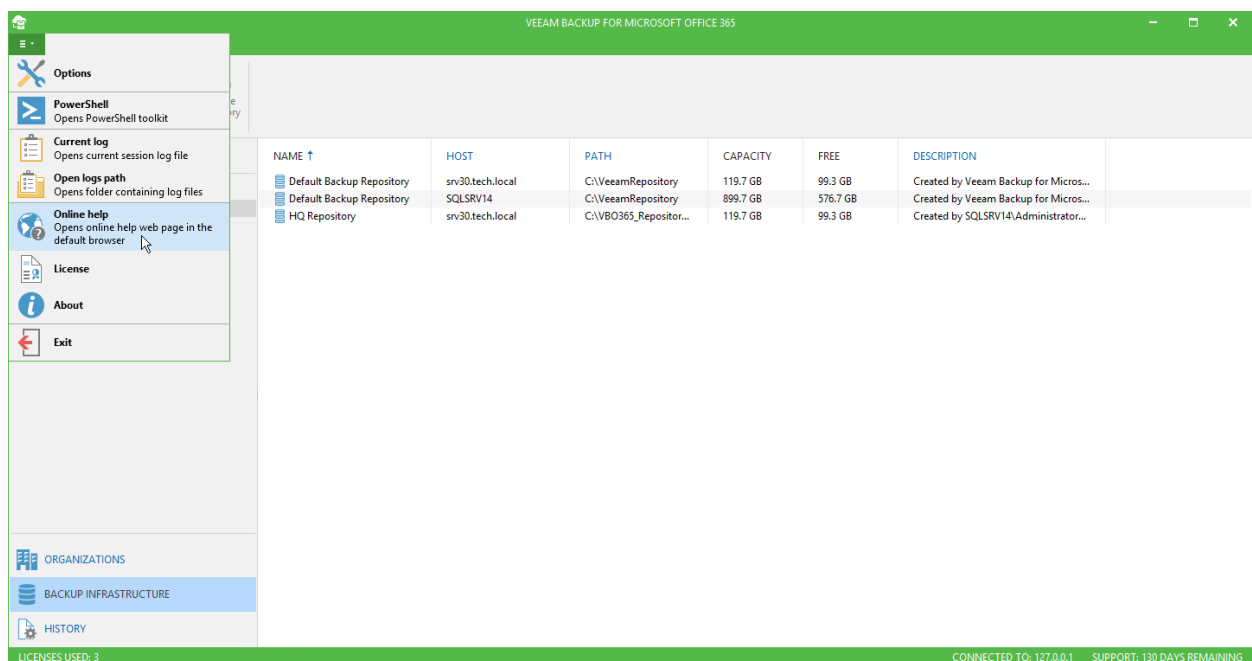 VEEAM BACKUP FOR MICROSOFT OFFICE 365
Options
PowerShell
Opens PowerShell toolkit
Current log
Opens current session log file
Open logs path
Opens folder containing log files
Online help
Opens online help web page in the
default browser
License
About
Exit
NAME HOST PATH CAPACITY FREE DESCRIPTION
Default Backup Repository srv30.tech.local C:\VeeamRepository 119.7 GB 99.3 GB Created by Veeam Backup for Micros...
Default Backup Repository SQLSRV14 C:\VeeamRepository 899.7 GB 576.7 GB Created by Veeam Backup for Micros...
HQ Repository srv30.tech.local C:\VBO365_Repositor... 119.7 GB 99.3 GB Created by SQLSRV14\Administrator...
ORGANIZATIONS
BACKUP INFRASTRUCTURE
HISTORY
LICENSES USED: 3 CONNECTED TO: 127.0.0.1 SUPPORT: 130 DAYS REMAINING